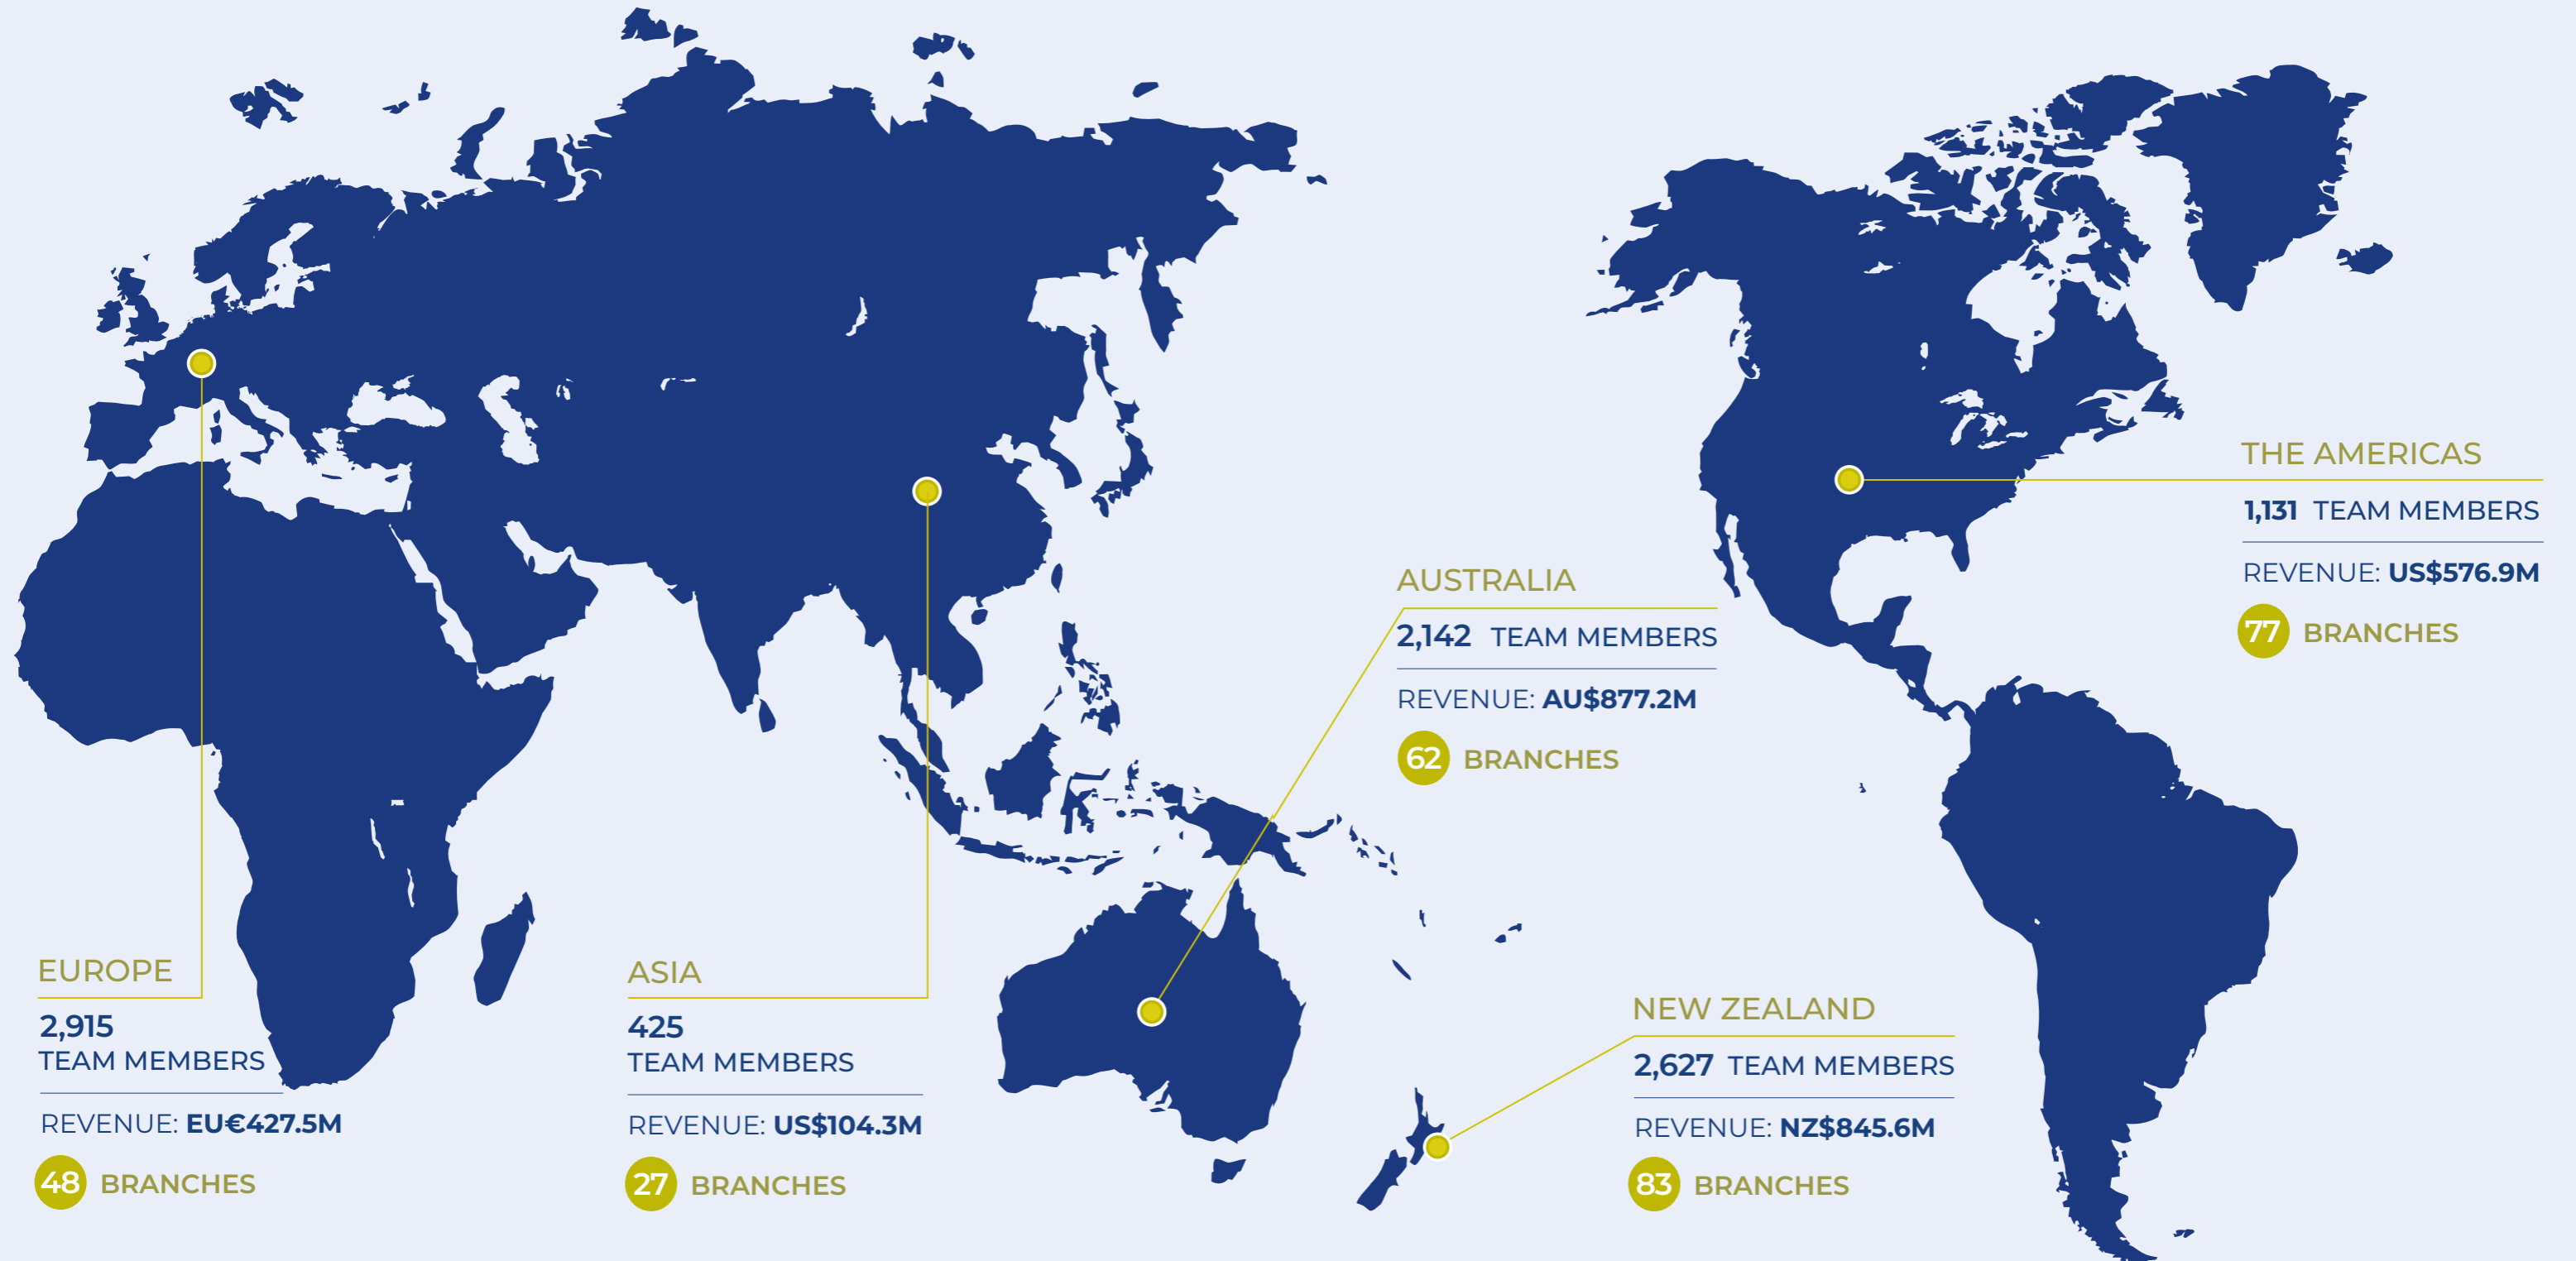 THE AMERICAS
1,131 TEAM MEMBERS
REVENUE: US$576.9M
77 BRANCHES
AUSTRALIA
2,142 TEAM MEMBERS
REVENUE: AU$877.2M
62 BRANCHES
EUROPE
2,915
TEAM MEMBERS
REVENUE: EU€427.5M
48 BRANCHES
ASIA
425
TEAM MEMBERS
REVENUE: US$104.3M
27 BRANCHES
NEW ZEALAND
2,627 TEAM MEMBERS
REVENUE: NZ$845.6M
83 BRANCHES